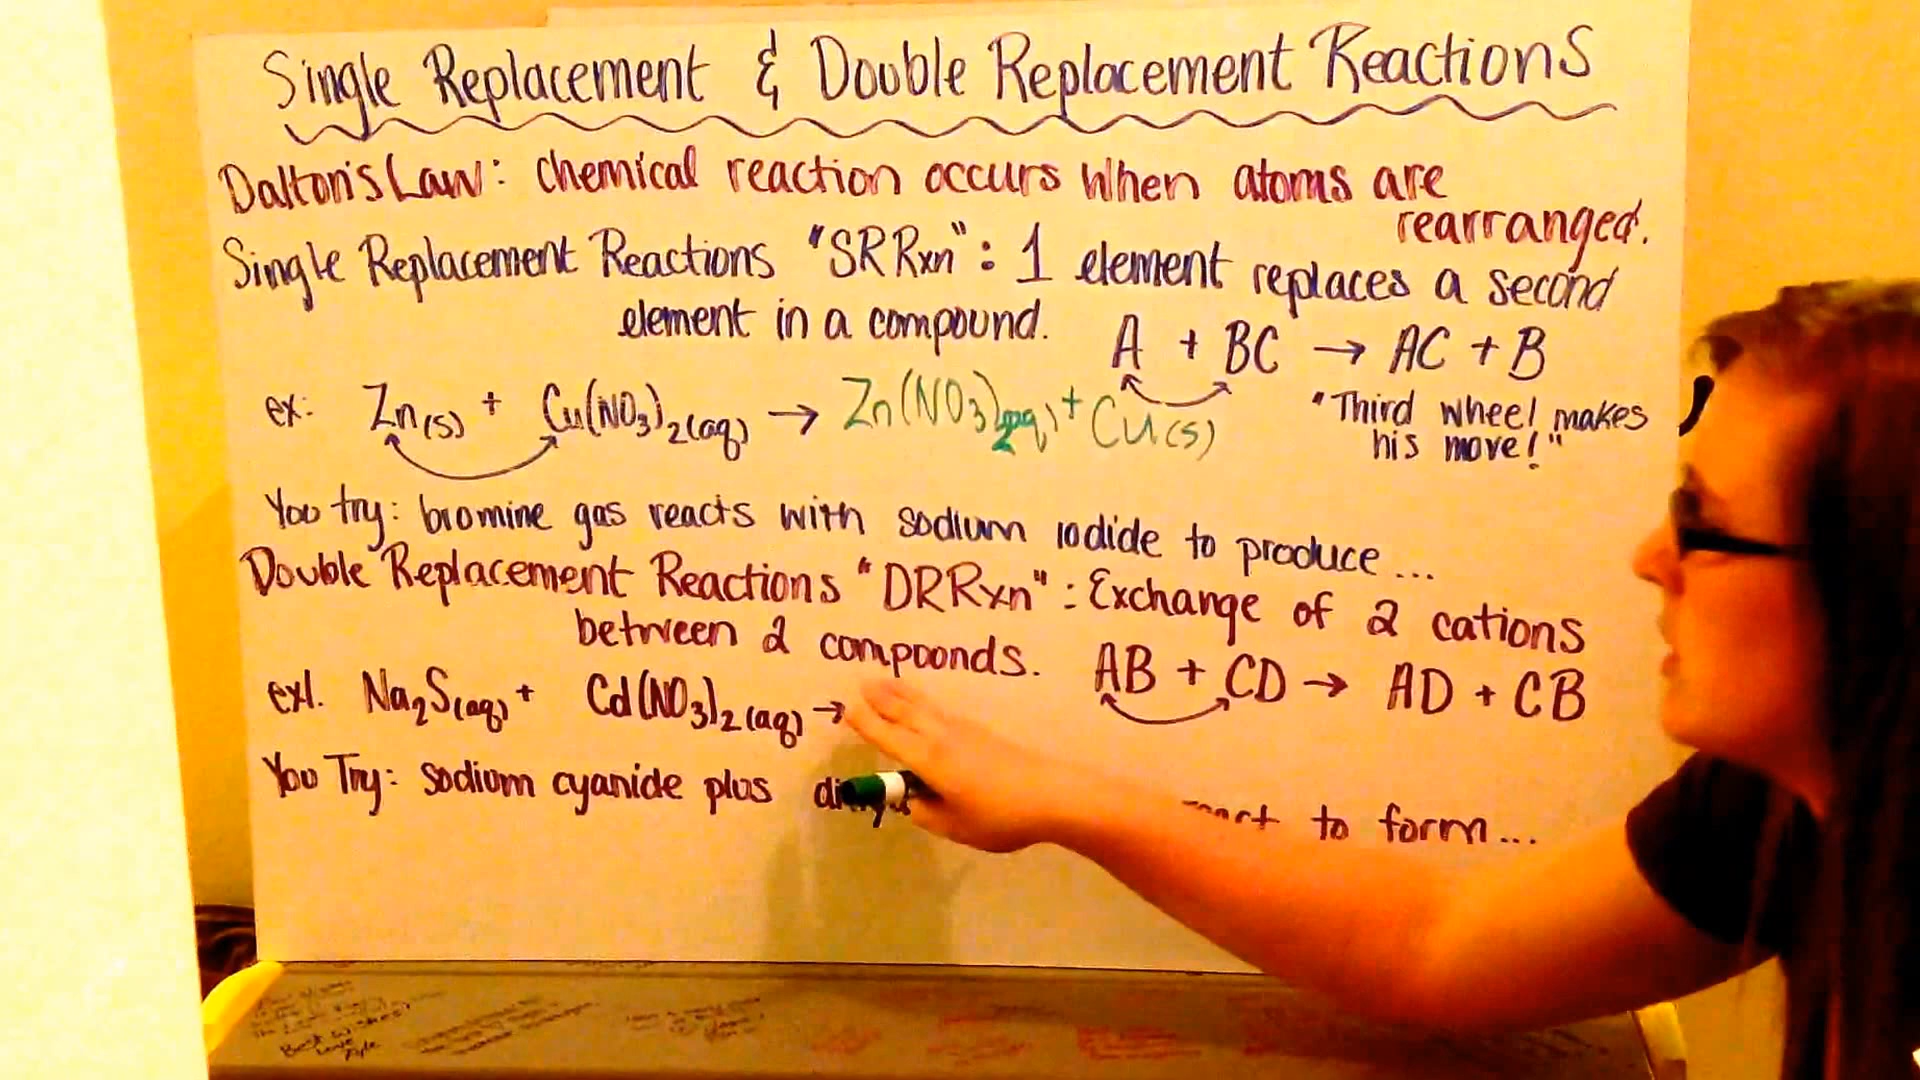 Single Replacement & Double Replacement Reactions
Dalton's Law: chemical reaction occurs when atoms are
rearranged.
Single Replacement Reactions "SRRxn": 1 element replaces a second
element in a compound.
A + BC → AC + B
ex: Zn(s) + Cu(NO3)2(aq) → Zn(NO3)2(aq) + Cu(s)
"Third wheel makes
his move!"
You try: bromine gas reacts with sodium iodide to produce...
Double Replacement Reactions "DRRxn": Exchange of 2 cations
between 2 compounds.
AB + CD → AD + CB
ex1. Na2S(aq) + Cd(NO3)2(aq) →
You Try: sodium cyanide plus to form...